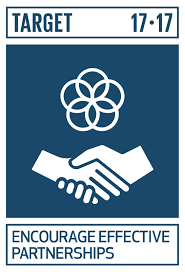 TARGET 17·17
ENCOURAGE EFFECTIVE
PARTNERSHIPS